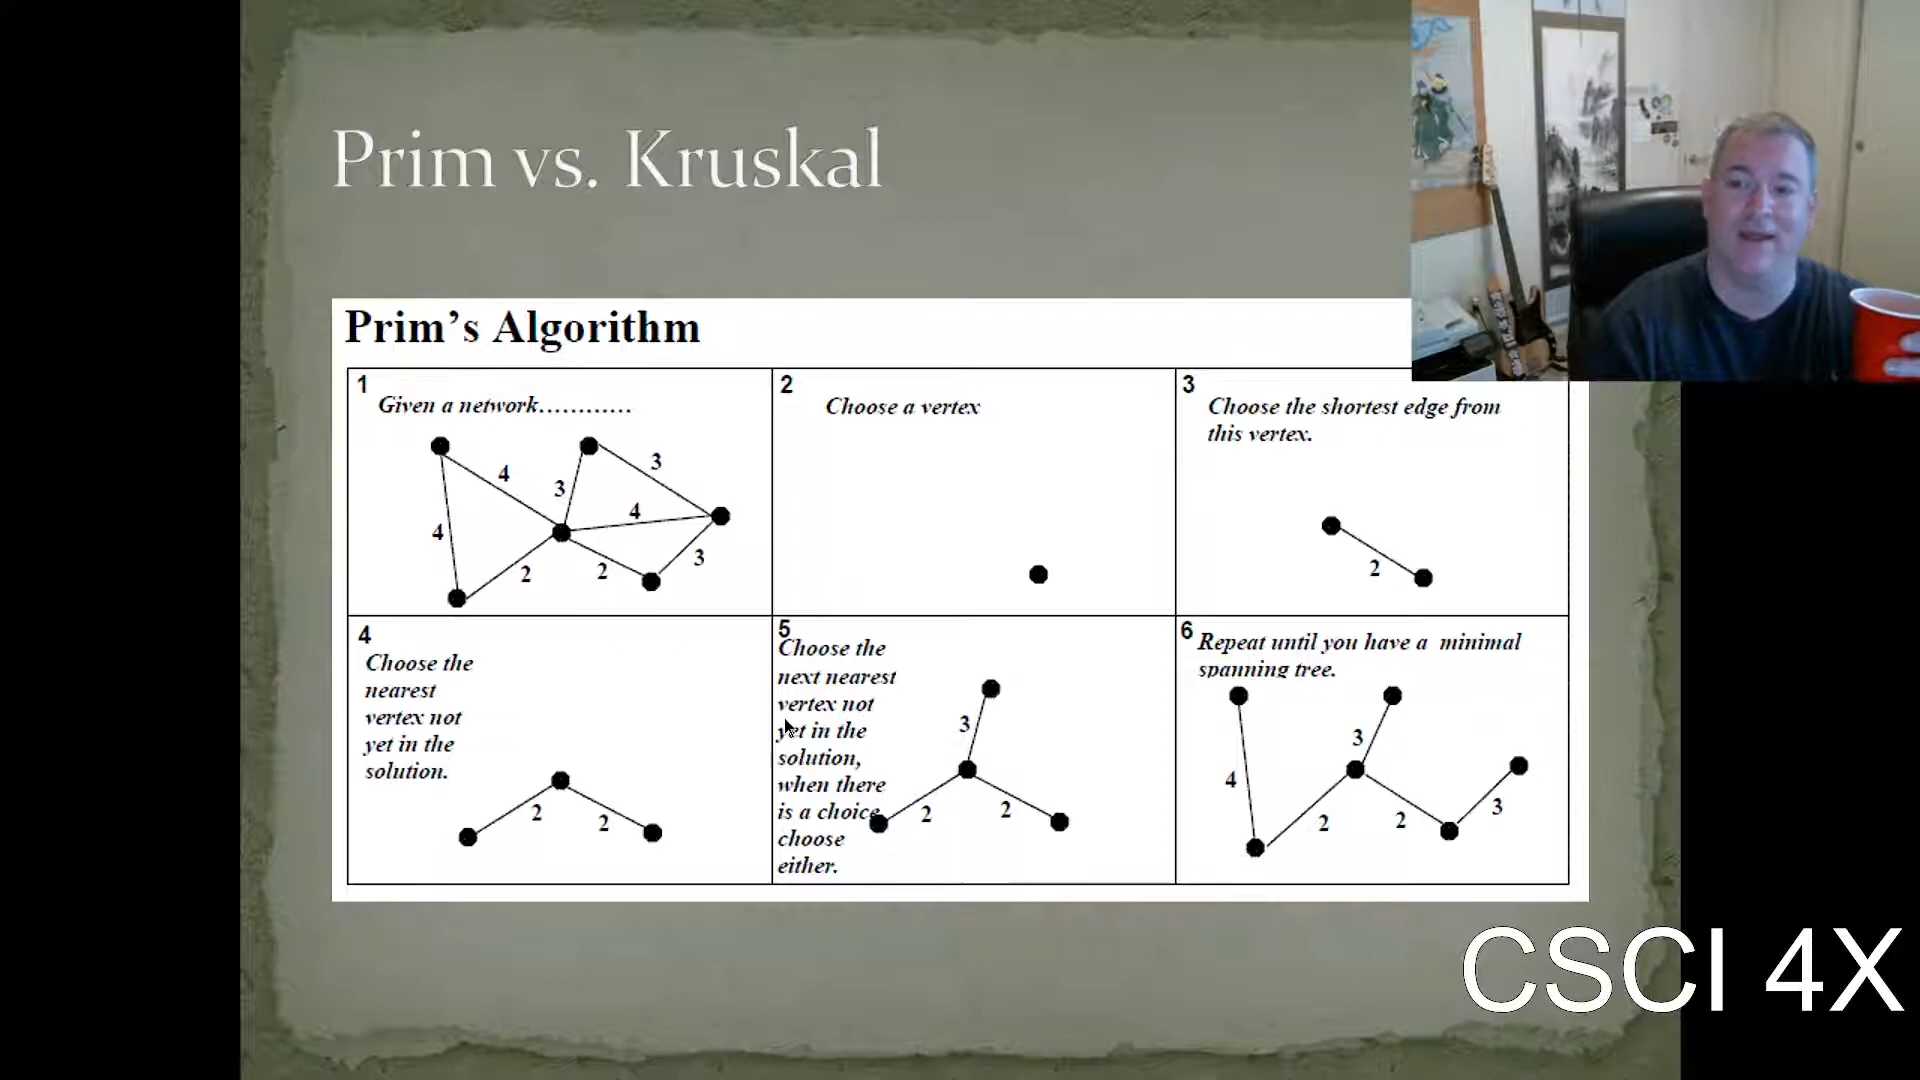 Prim vs. Kruskal
Prim's Algorithm
1
Given a network............
4
3
3
4
4
3
2
2
2
Choose a vertex
3
Choose the shortest edge from
this vertex.
2
4
Choose the
nearest
vertex not
yet in the
solution.
2
2
5
Choose the
next nearest
vertex not
yet in the
solution,
when there
is a choice
choose
either.
3
2
2
6
Repeat until you have a minimal
spanning tree.
3
4
2
2
3
CSCI 4X